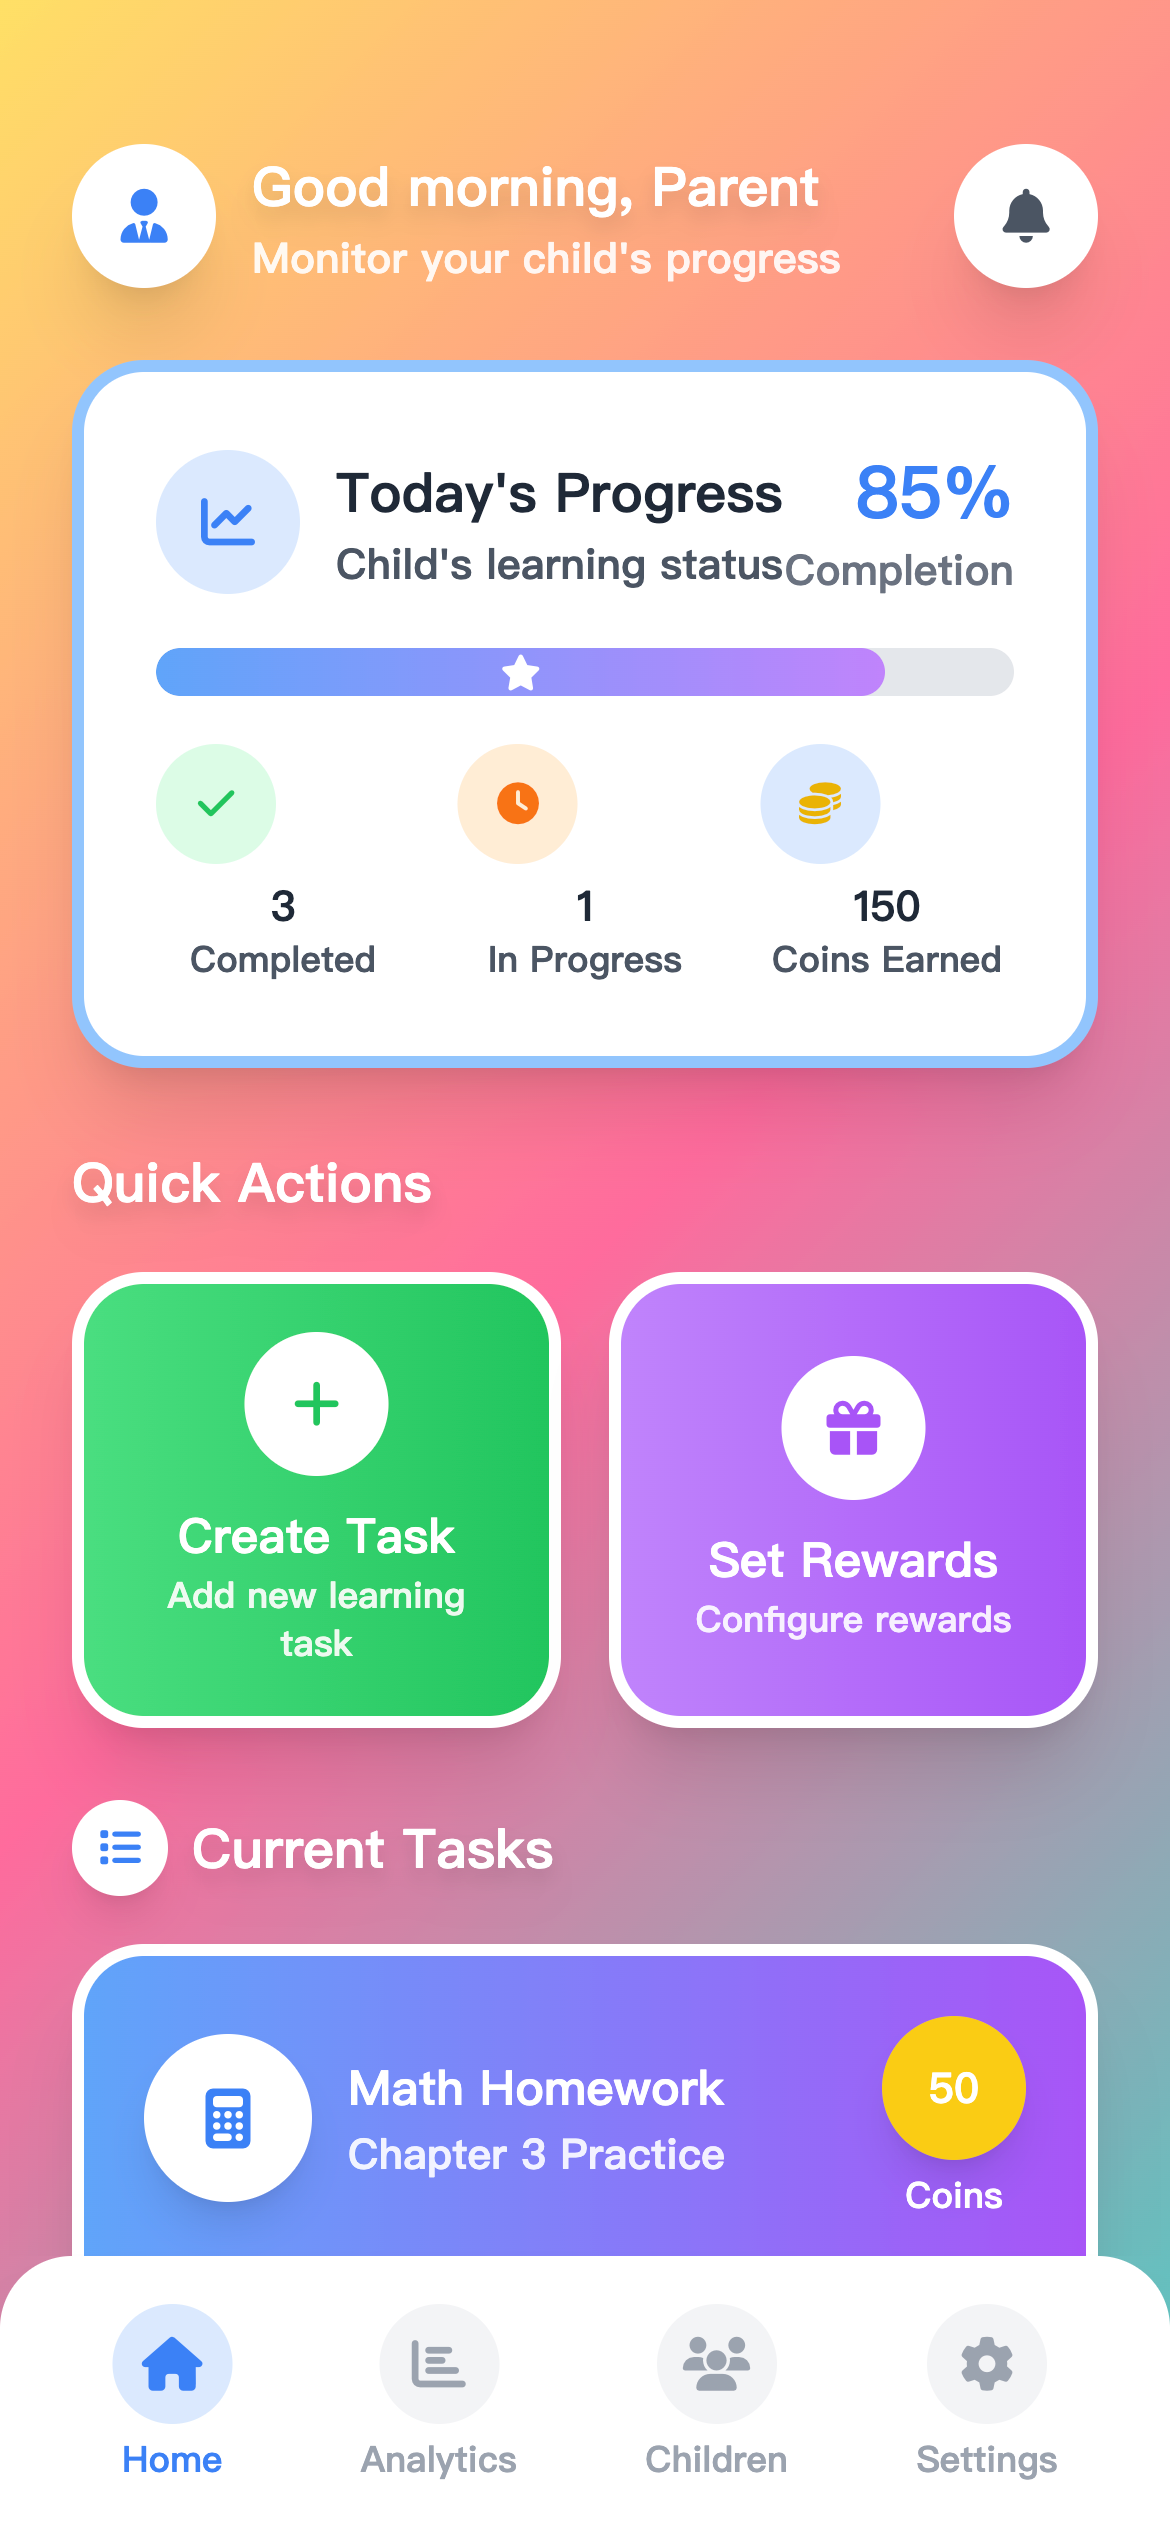 Good morning, Parent
Monitor your child's progress
Today's Progress
85%
Child's learning status
Completion
3
1
150
Completed
In Progress
Coins Earned
Quick Actions
Create Task
Add new learning
task
Set Rewards
Configure rewards
Current Tasks
Math Homework
Chapter 3 Practice
50
Coins
Home
Analytics
Children
Settings